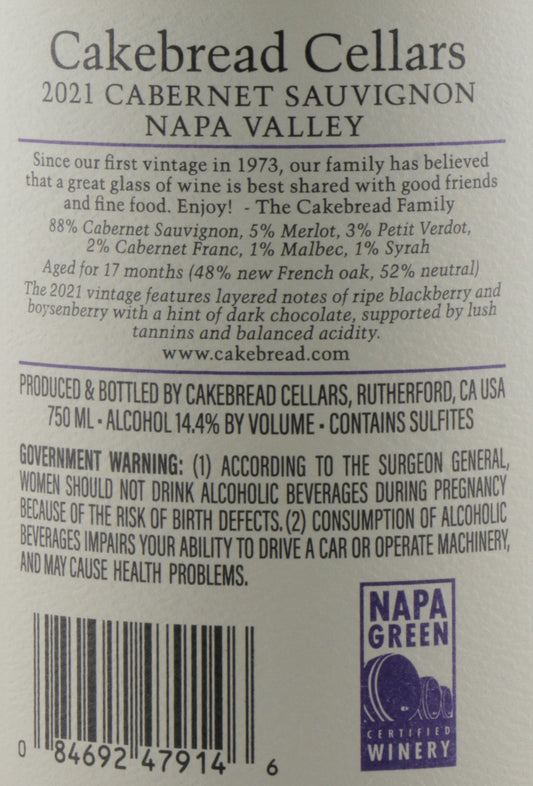 Cakebread Cellars
2021 CABERNET SAUVIGNON
NAPA VALLEY
Since our first vintage in 1973, our family has believed
that a great glass of wine is best shared with good friends
and fine food. Enjoy! - The Cakebread Family
88% Cabernet Sauvignon, 5% Merlot, 3% Petit Verdot,
2% Cabernet Franc, 1% Malbec, 1% Syrah
Aged for 17 months (48% new French oak, 52% neutral)
The 2021 vintage features layered notes of ripe blackberry and
boysenberry with a hint of dark chocolate, supported by lush
tannins and balanced acidity.
www.cakebread.com
PRODUCED & BOTTLED BY CAKEBREAD CELLARS, RUTHERFORD, CA USA
750 ML • ALCOHOL 14.4% BY VOLUME • CONTAINS SULFITES
GOVERNMENT WARNING: (1) ACCORDING TO THE SURGEON GENERAL,
WOMEN SHOULD NOT DRINK ALCOHOLIC BEVERAGES DURING PREGNANCY
BECAUSE OF THE RISK OF BIRTH DEFECTS. (2) CONSUMPTION OF ALCOHOLIC
BEVERAGES IMPAIRS YOUR ABILITY TO DRIVE A CAR OR OPERATE MACHINERY,
AND MAY CAUSE HEALTH PROBLEMS.
NAPA
GREEN
CERTIFIED
WINERY
0 84692 47914 6